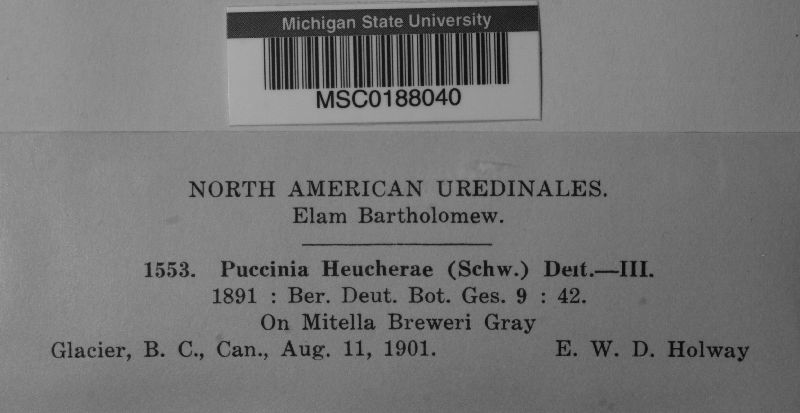 Michigan State University
MSC0188040
NORTH AMERICAN UREDINALES.
Elam Bartholomew.
1553. Puccinia Heucherae (Schw.) Deit.—III.
1891 : Ber. Deut. Bot. Ges. 9 : 42.
On Mitella Breweri Gray
Glacier, B. C., Can., Aug. 11, 1901. E. W. D. Holway